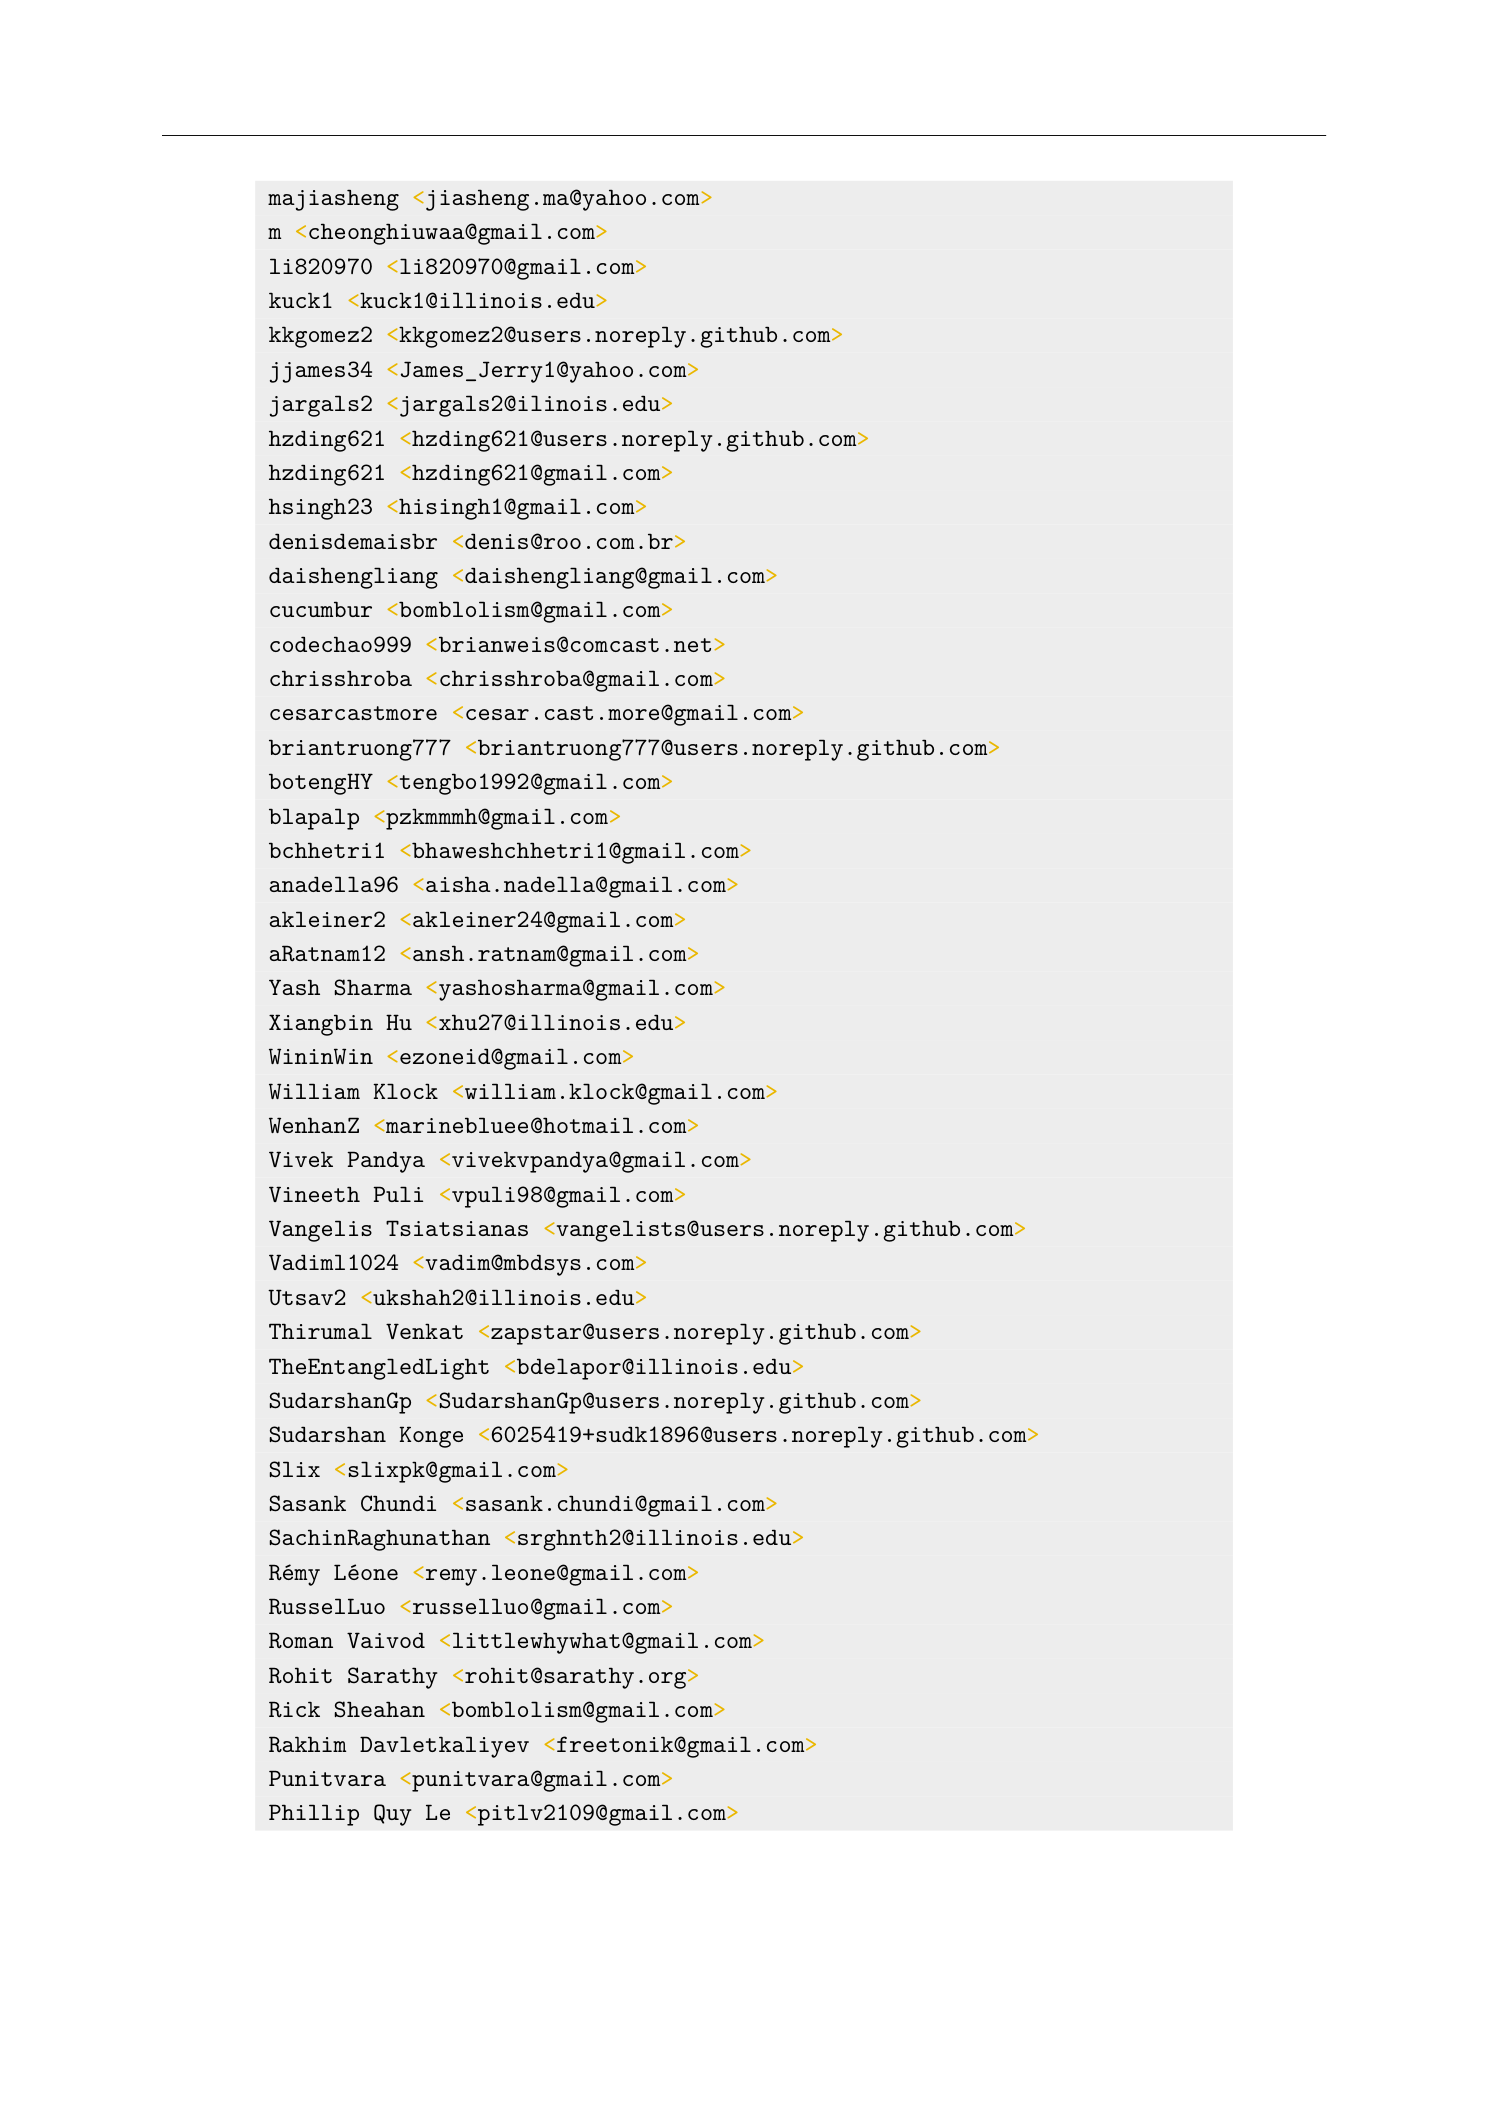 majiasheng <jiasheng.ma@yahoo.com>
m <cheonghiuwaa@gmail.com>
li820970 <li820970@gmail.com>
kuck1 <kuck1@illinois.edu>
kkgomez2 <kkgomez2@users.noreply.github.com>
jjames34 <James_Jerry1@yahoo.com>
jargals2 <jargals2@ilinois.edu>
hzding621 <hzding621@users.noreply.github.com>
hzding621 <hzding621@gmail.com>
hsingh23 <hisingh1@gmail.com>
denisdemaisbr <denis@roo.com.br>
daishengliang <daishengliang@gmail.com>
cucumbur <bomblolism@gmail.com>
codechao999 <brianweis@comcast.net>
chrisshroba <chrisshroba@gmail.com>
cesarcastmore <cesar.cast.more@gmail.com>
briantruong777 <briantruong777@users.noreply.github.com>
botengHY <tengbo1992@gmail.com>
blapalp <pzkmmmh@gmail.com>
bchhetri1 <bhaweshchhetri1@gmail.com>
anadella96 <aisha.nadella@gmail.com>
akleiner2 <akleiner24@gmail.com>
aRatnam12 <ansh.ratnam@gmail.com>
Yash Sharma <yashosharma@gmail.com>
Xiangbin Hu <xhu27@illinois.edu>
WininWin <ezoneid@gmail.com>
William Klock <william.klock@gmail.com>
WenhanZ <marinebluee@hotmail.com>
Vivek Pandya <vivekvpandya@gmail.com>
Vineeth Puli <vpuli98@gmail.com>
Vangelis Tsiatsianas <vangelists@users.noreply.github.com>
Vadiml1024 <vadim@mbdsys.com>
Utsav2 <ukshah2@illinois.edu>
Thirumal Venkat <zapstar@users.noreply.github.com>
TheEntangledLight <bdelapor@illinois.edu>
SudarshanGp <SudarshanGp@users.noreply.github.com>
Sudarshan Konge <6025419+sudk1896@users.noreply.github.com>
Slix <slixpk@gmail.com>
Sasank Chundi <sasank.chundi@gmail.com>
SachinRaghunathan <srghnth2@illinois.edu>
Rémy Léone <remy.leone@gmail.com>
RusselLuo <russelluo@gmail.com>
Roman Vaivod <littlewhywhat@gmail.com>
Rohit Sarathy <rohit@sarathy.org>
Rick Sheahan <bomblolism@gmail.com>
Rakhim Davletkaliyev <freetonik@gmail.com>
Punitvara <punitvara@gmail.com>
Phillip Quy Le <pitlv2109@gmail.com>